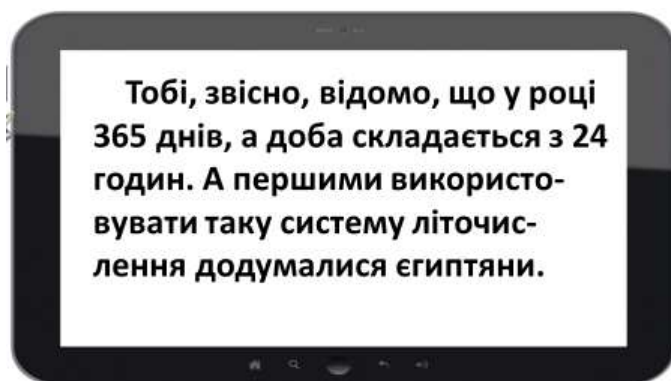 Тобі, звісно, відомо, що у році
365 днів, а доба складається з 24
годин. А першими використо-
вувати таку систему літочис-
лення додумалися єгиптяни.